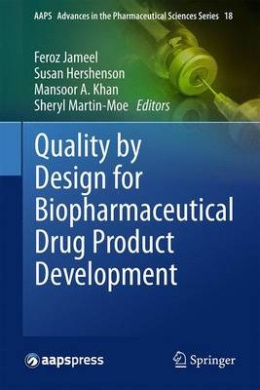 AAPS Advances in the Pharmaceutical Sciences Series 18
Feroz Jameel
Susan Hershenson
Mansoor A. Khan
Sheryl Martin-Moe Editors
Quality by
Design for
Biopharmaceutical
Drug Product
Development
aapspress
Springer